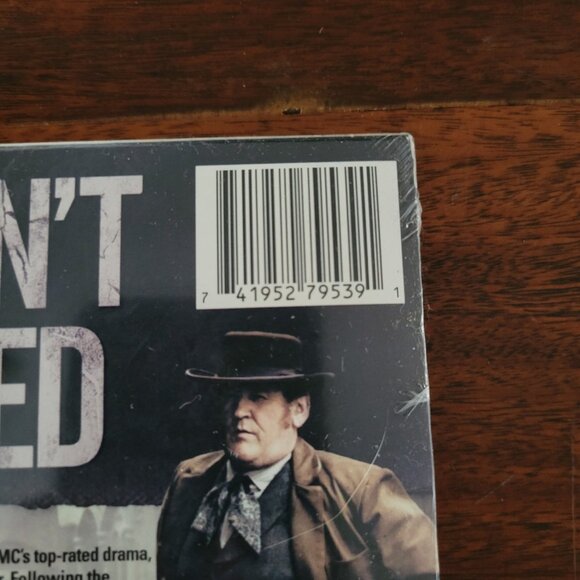 N'T
7 41952 79539 1
ED
MC's top-rated drama,
. Following the